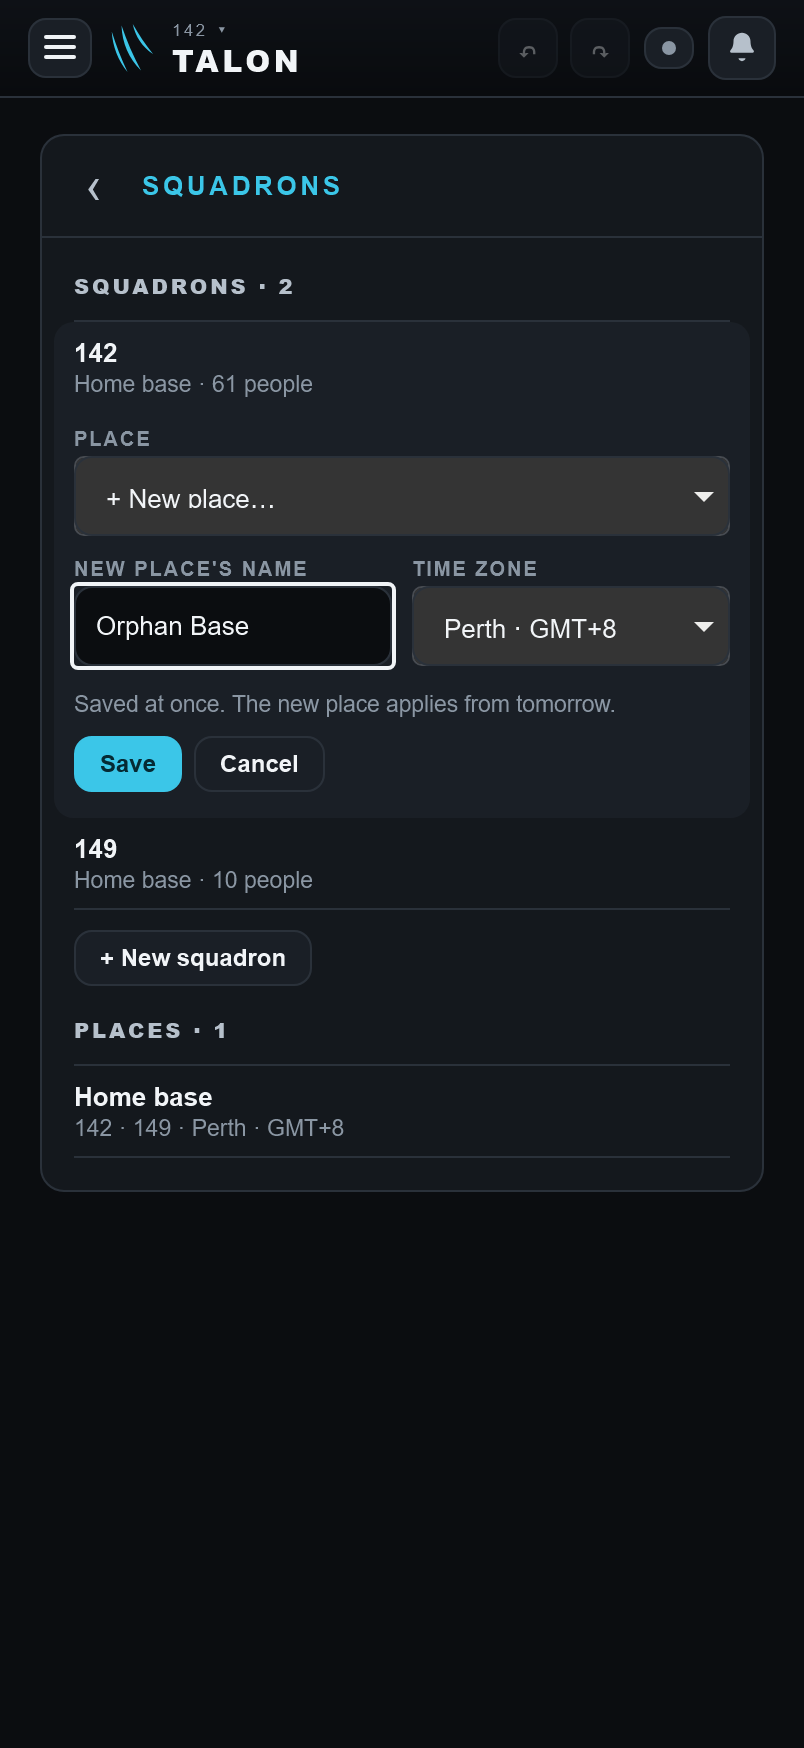 142 ▾
TALON
SQUADRONS
SQUADRONS · 2
142
Home base · 61 people
PLACE
+ New place…
NEW PLACE'S NAME
TIME ZONE
Orphan Base
Perth · GMT+8
Saved at once. The new place applies from tomorrow.
Save
Cancel
149
Home base · 10 people
+ New squadron
PLACES · 1
Home base
142 · 149 · Perth · GMT+8